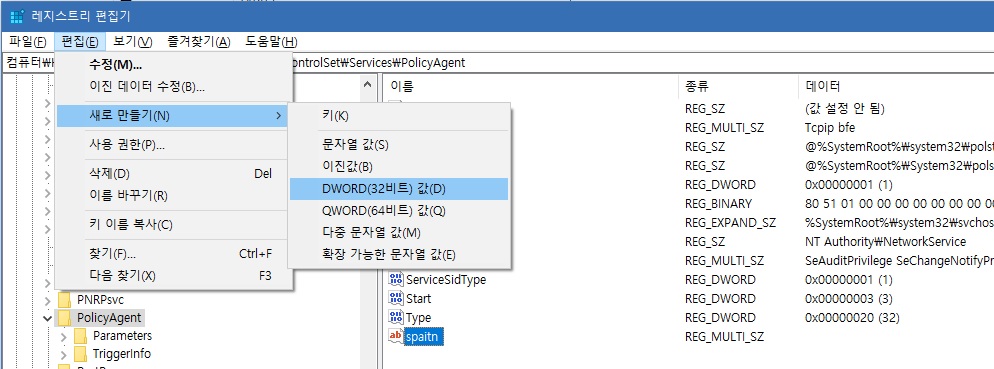 레지스트리 편집기
파일(F) 편집(E) 보기(V) 즐겨찾기(A) 도움말(H)
컴퓨터\ ontrolSet\Services\PolicyAgent
수정(M)...
이진 데이터 수정(B)...
새로 만들기(N)
사용 권한(P)...
삭제(D) Del
이름 바꾸기(R)
키 이름 복사(C)
찾기(F)... Ctrl+F
다음 찾기(X) F3
키(K)
문자열 값(S)
이진값(B)
DWORD(32비트) 값(D)
QWORD(64비트) 값(Q)
다중 문자열 값(M)
확장 가능한 문자열 값(E)
PNRPsvc
PolicyAgent
Parameters
TriggerInfo
이름 종류 데이터
REG_SZ (값 설정 안 됨)
REG_MULTI_SZ Tcpip bfe
REG_SZ @%SystemRoot%\system32\polst
REG_SZ @%SystemRoot%\system32\pols
REG_DWORD 0x00000001 (1)
REG_BINARY 80 51 01 00 00 00 00 00 00 00 00
REG_EXPAND_SZ %SystemRoot%\system32\svchos
REG_SZ NT Authority\NetworkService
REG_MULTI_SZ SeAuditPrivilege SeChangeNotifyPr
ServiceSidType REG_DWORD 0x00000001 (1)
Start REG_DWORD 0x00000003 (3)
Type REG_DWORD 0x00000020 (32)
spaitn REG_MULTI_SZ